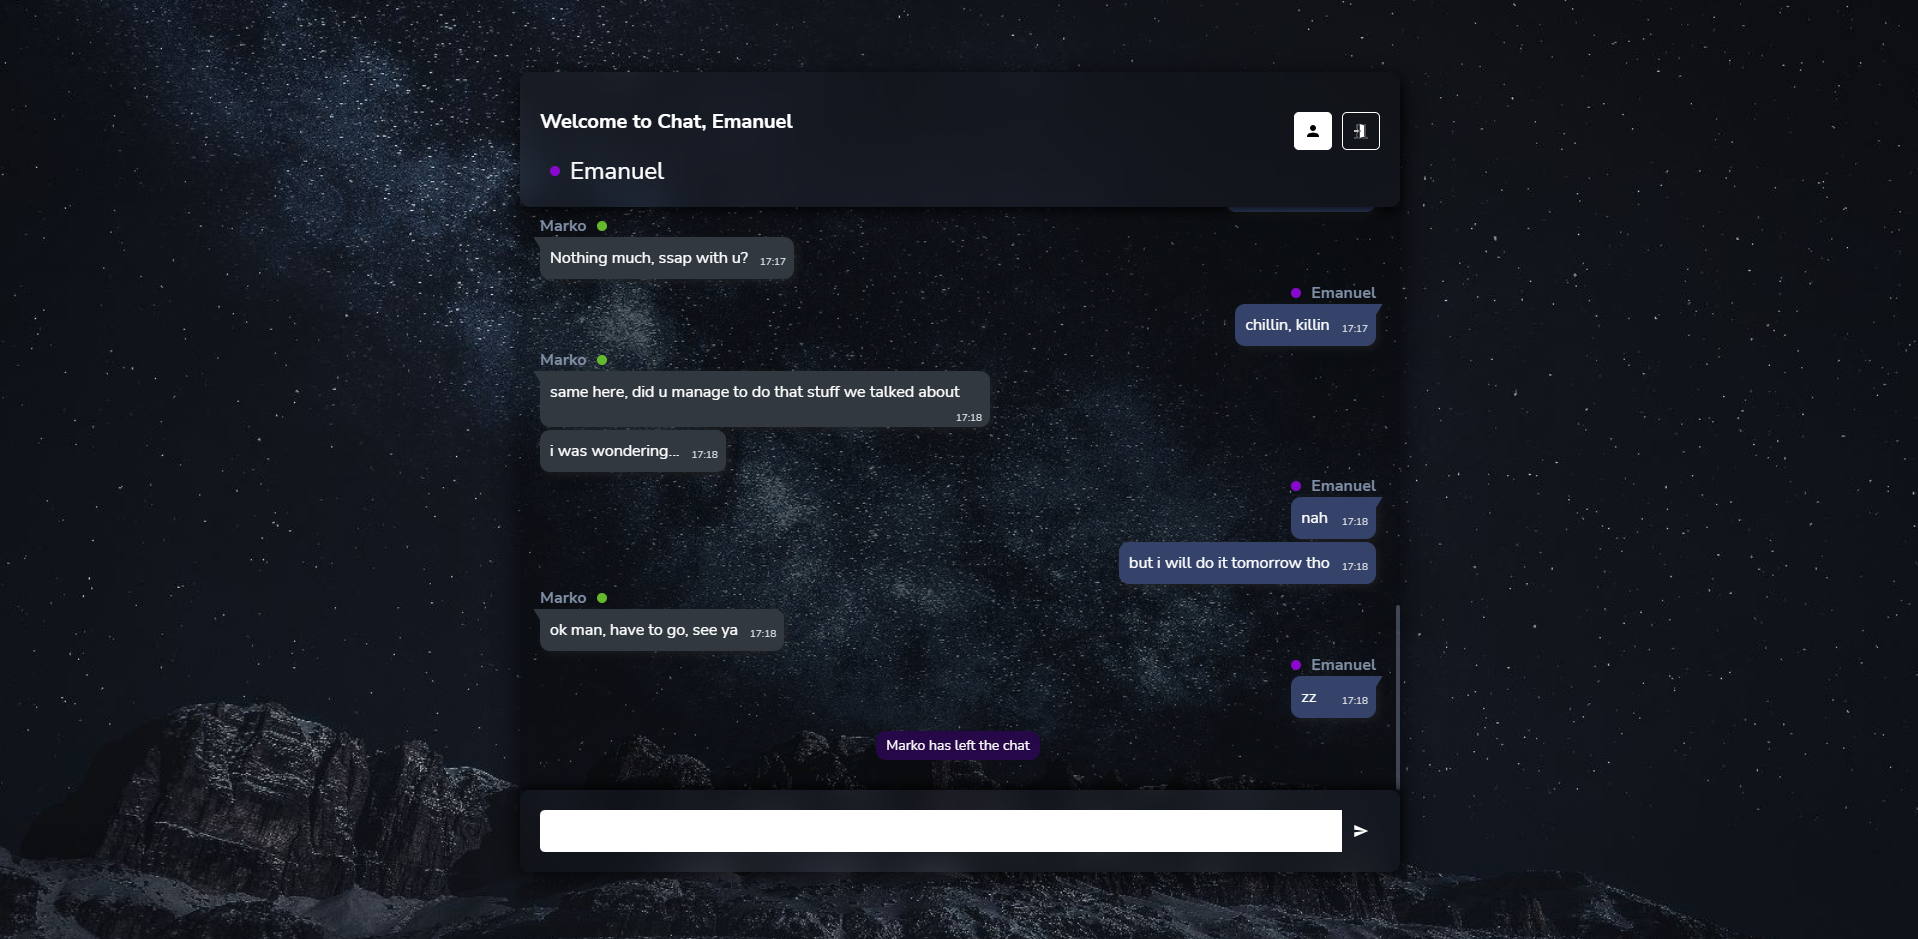 Welcome to Chat, Emanuel
Emanuel
Marko
Nothing much, ssap with u? 17:17
Emanuel
chillin, killin 17:17
Marko
same here, did u manage to do that stuff we talked about
17:18
i was wondering... 17:18
Emanuel
nah 17:18
but i will do it tomorrow tho 17:18
Marko
ok man, have to go, see ya 17:18
Emanuel
zz 17:18
Marko has left the chat